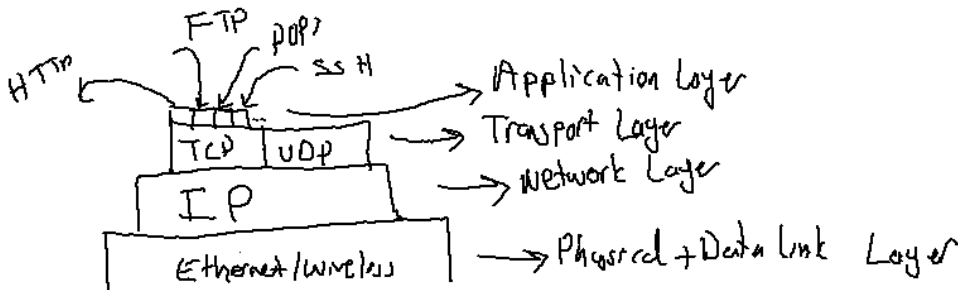 FTP
POP3
SSH
HTTP
Application Layer
TCP
UDP
Transport Layer
IP
Network Layer
Ethernet/Wireless
Physical + Data link Layer